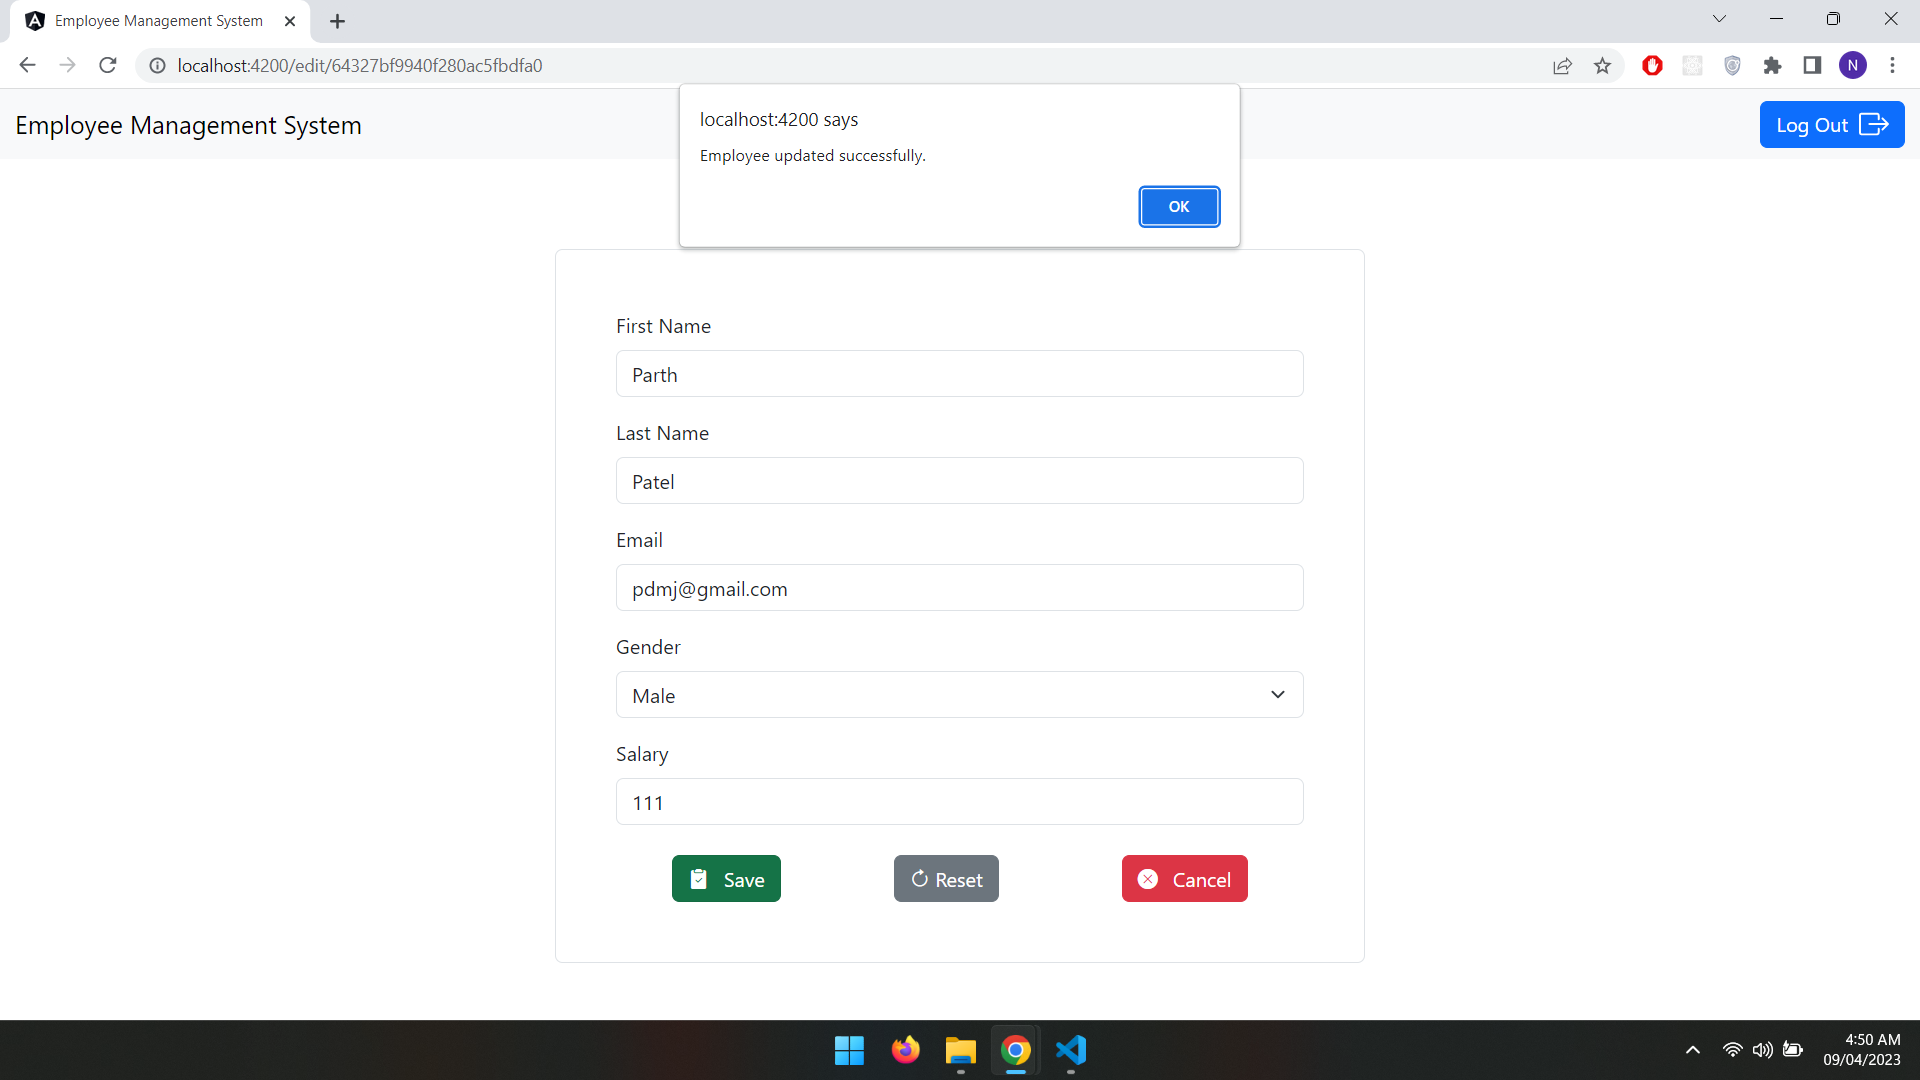 Employee Management System
localhost:4200/edit/64327bf9940f280ac5fbdfa0
N
localhost:4200 says
Employee updated successfully.
OK
Employee Management System
Log Out
First Name
Parth
Last Name
Patel
Email
pdmj@gmail.com
Gender
Male
Salary
111
Save
Reset
Cancel
4:50 AM
09/04/2023